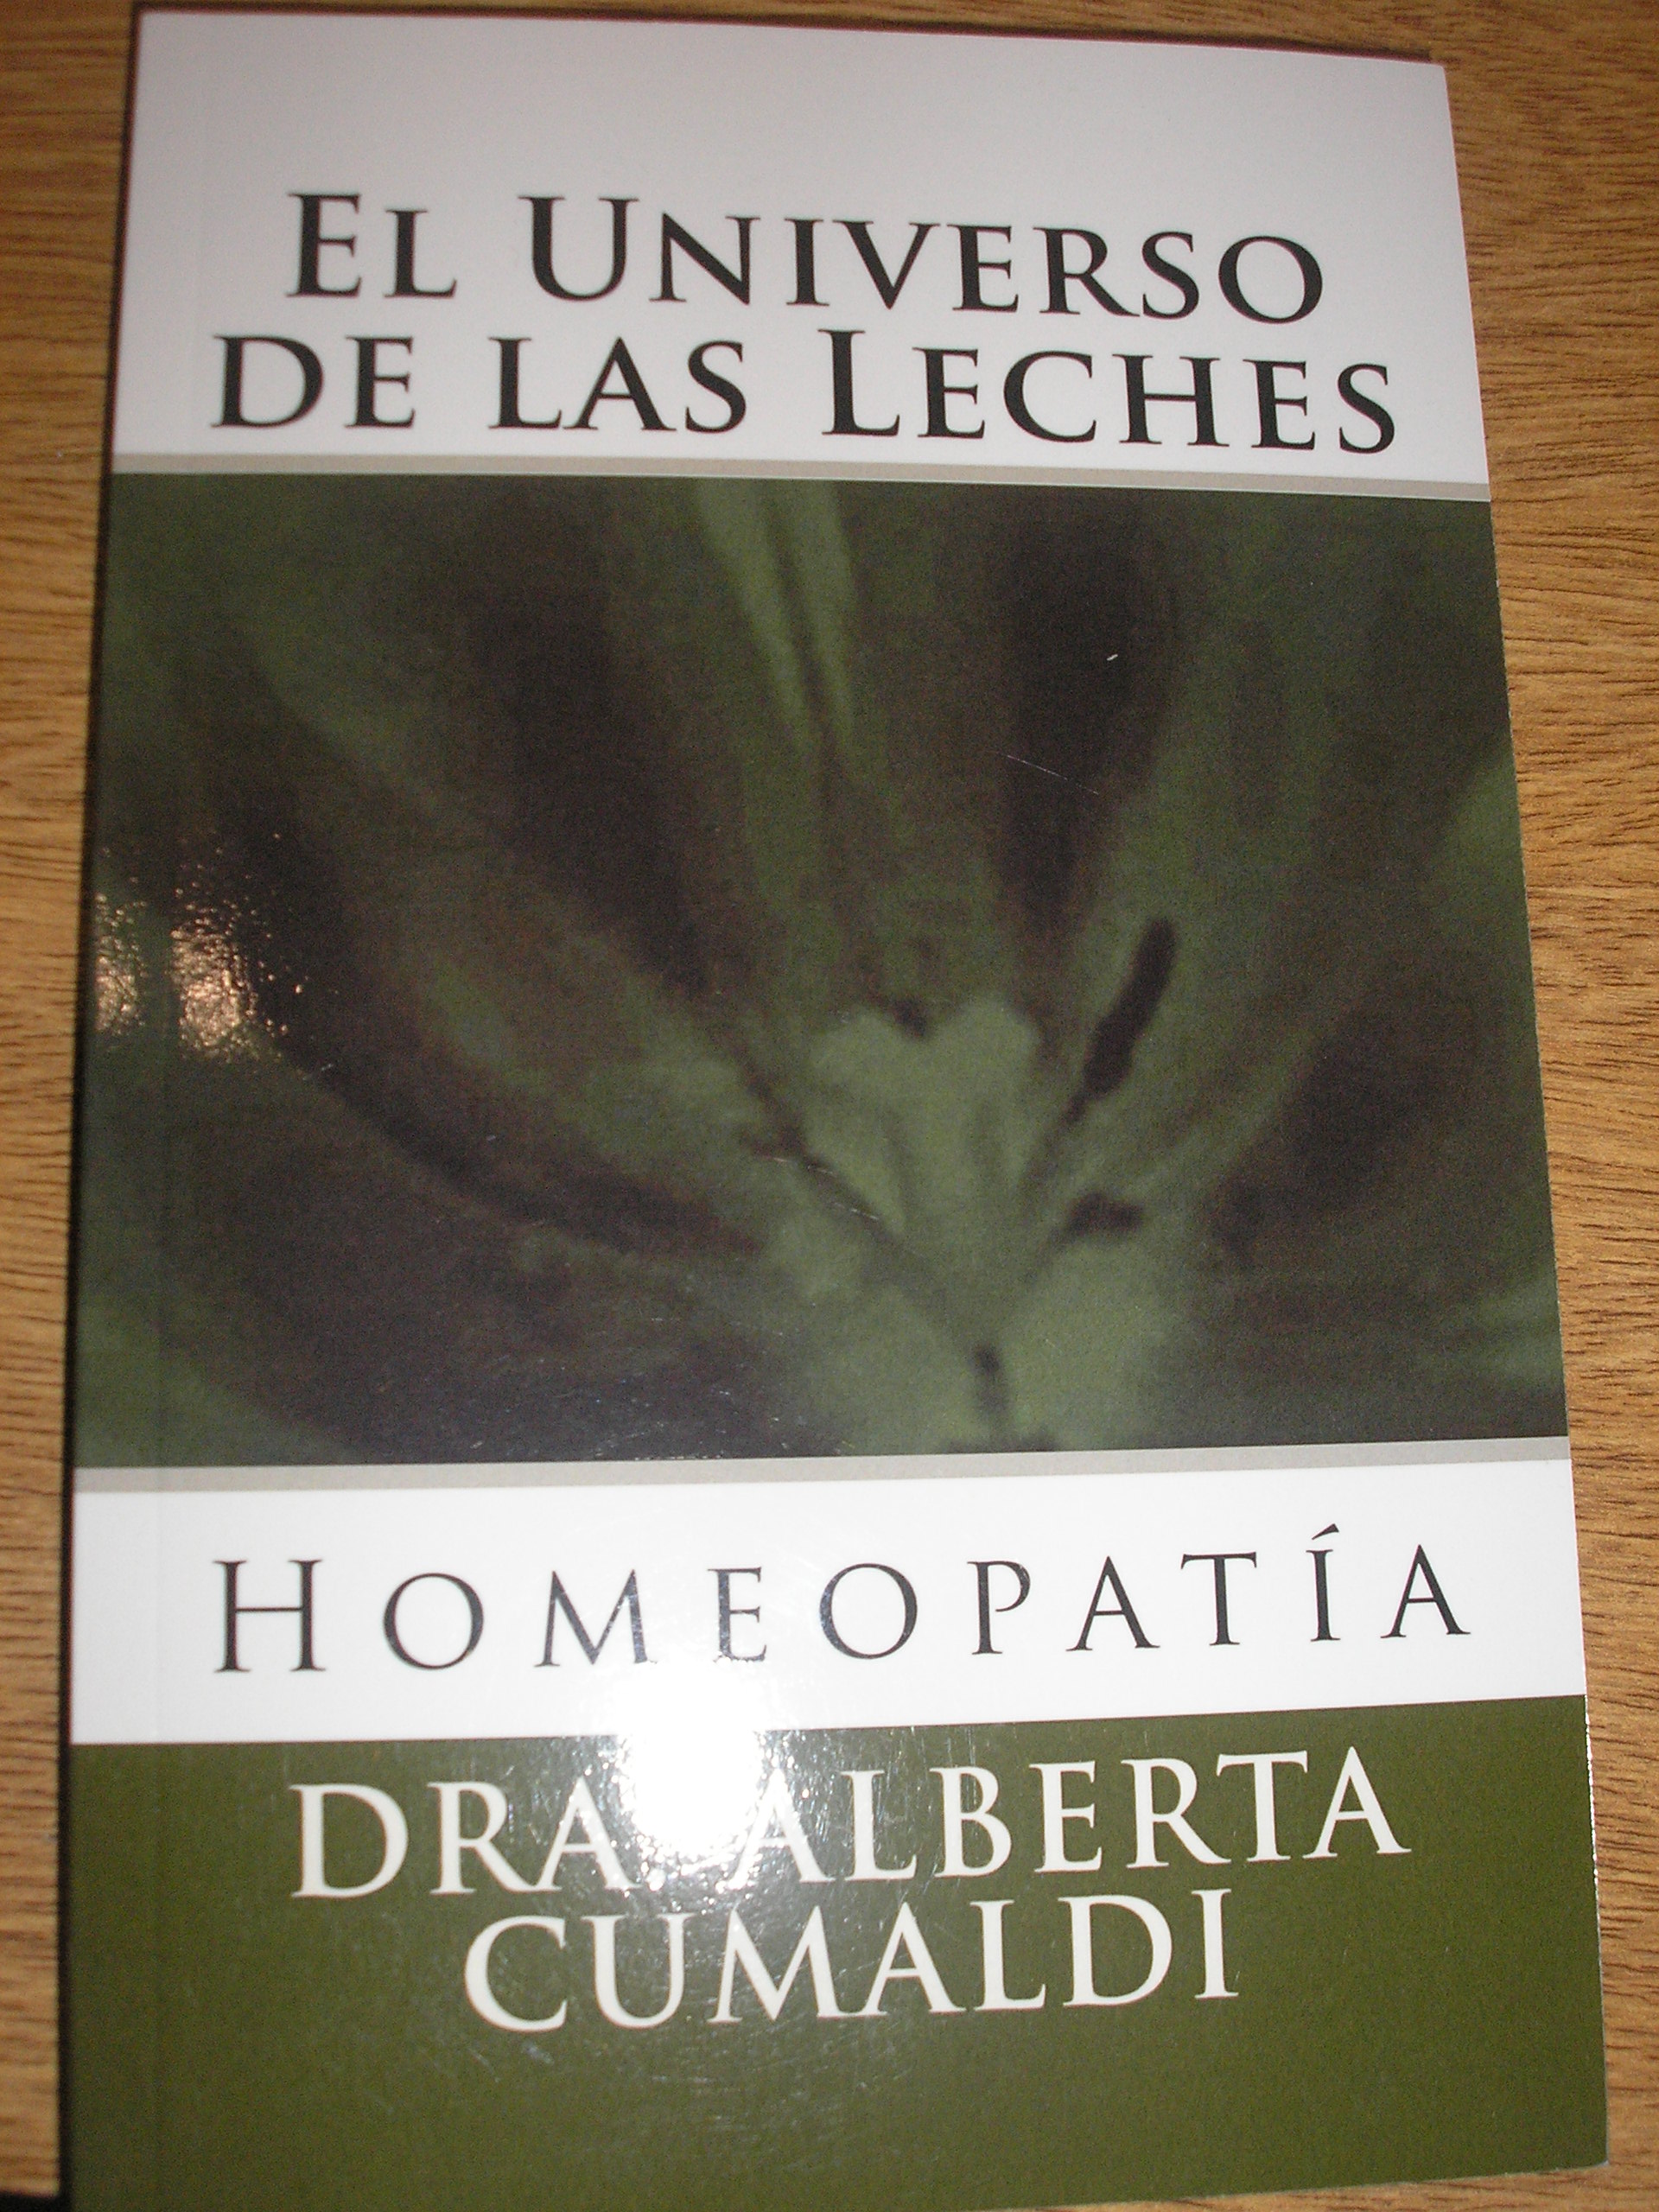 El Universo
de las Leches
Homeopatía
DRA. ALBERTA
CUMALDI